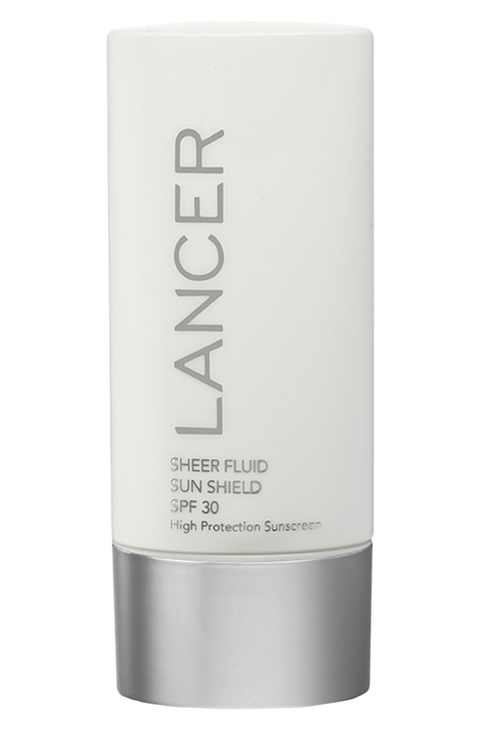 LANCER
SHEER FLUID
SUN SHIELD
SPF 30
High Protection Sunscreen